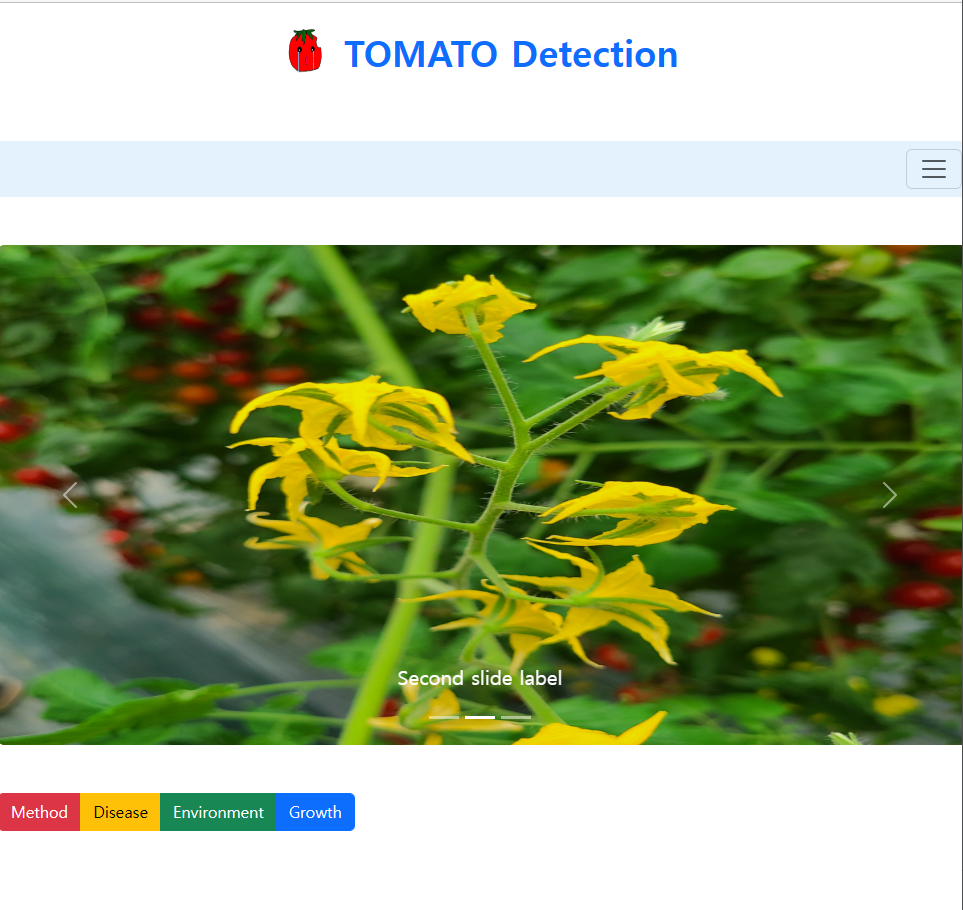 TOMATO Detection
Second slide label
Method Disease Environment Growth